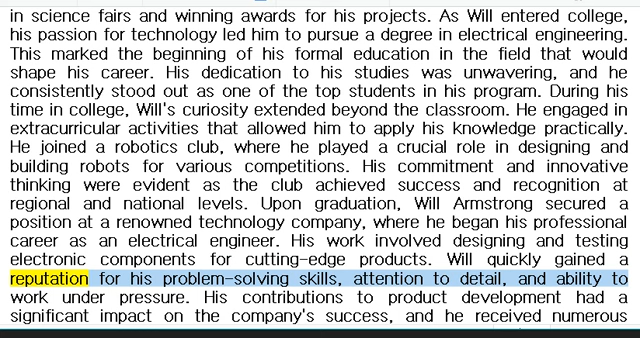 in science fairs and winning awards for his projects. As Will entered college,
his passion for technology led him to pursue a degree in electrical engineering.
This marked the beginning of his formal education in the field that would
shape his career. His dedication to his studies was unwavering, and he
consistently stood out as one of the top students in his program. During his
time in college, Will's curiosity extended beyond the classroom. He engaged in
extracurricular activities that allowed him to apply his knowledge practically.
He joined a robotics club, where he played a crucial role in designing and
building robots for various competitions. His commitment and innovative
thinking were evident as the club achieved success and recognition at
regional and national levels. Upon graduation, Will Armstrong secured a
position at a renowned technology company, where he began his professional
career as an electrical engineer. His work involved designing and testing
electronic components for cutting-edge products. Will quickly gained a
reputation for his problem-solving skills, attention to detail, and ability to
work under pressure. His contributions to product development had a
significant impact on the company's success, and he received numerous